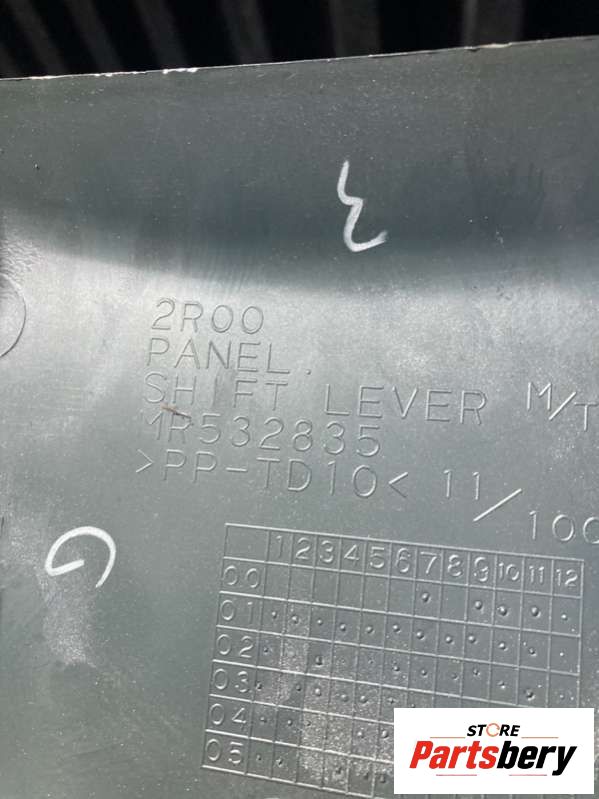 3
2R00
PANEL.
SHIFT LEVER M/T
MR532835
>PP-TD10< 11/100
G
1 2 3 4 5 6 7 8 9 10 11 12
00
01
02
03
04
05
STORE
Partsbery